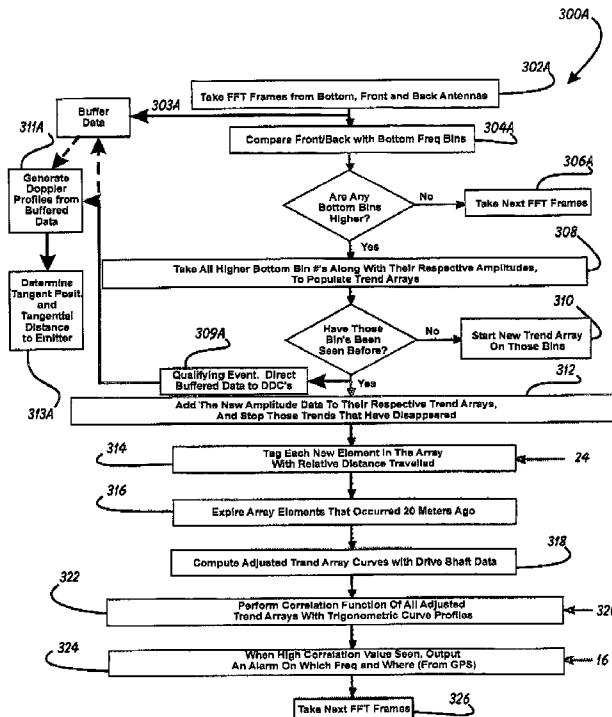 300A
302A
Take FFT Frames from Bottom, Front and Back Antennas
303A
Buffer
Data
311A
304A
Compare Front/Back with Bottom Freq Bins
Generate
Doppler
Profiles from
Buffered
Data
306A
Are Any
Bottom Bins
Higher?
No
Take Next FFT Frames
Yes
308
Take All Higher Bottom Bin #'s Along With Their Respective Amplitudes,
To Populate Trend Arrays
Determine
Tangent Posit.
and
Tangential
Distance
to Emitter
310
Have Those
Bin's Been
Seen Before?
No
Start New Trend Array
On Those Bins
309A
Yes
Qualifying Event. Direct
Buffered Data to DDC's
312
313A
Add The New Amplitude Data To Their Respective Trend Arrays,
And Stop Those Trends That Have Disappeared
314
Tag Each New Element In The Array
With Relative Distance Travelled
24
316
Expire Array Elements That Occurred 20 Meters Ago
318
Compute Adjusted Trand Array Curves with Drive Shaft Data
322
Perform Correlation Function Of All Adjusted
Trend Arrays With Trigonometric Curve Profiles
324
When High Correlation Value Seen, Output
An Alarm On Which Freq and Where (From GPS)
16
326
Take Next FFT Frames